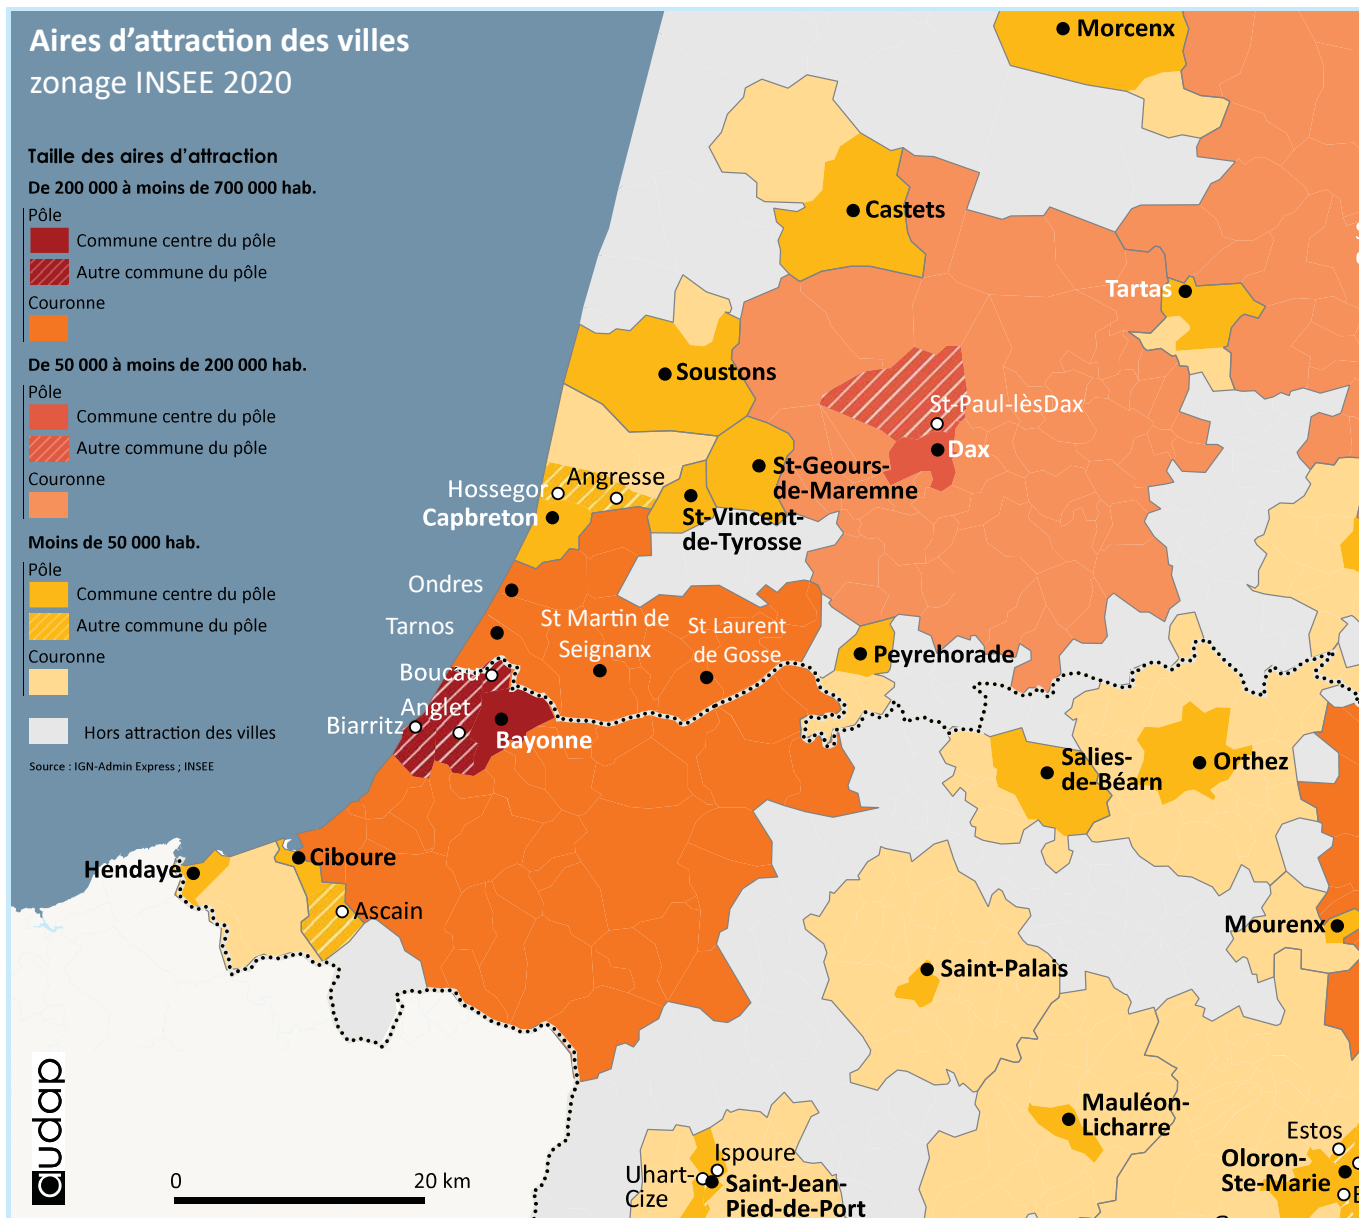 Aires d’attraction des villes
zonage INSEE 2020
Taille des aires d’attraction
De 200 000 à moins de 700 000 hab.
Pôle
Commune centre du pôle
Autre commune du pôle
Couronne
De 50 000 à moins de 200 000 hab.
Pôle
Commune centre du pôle
Autre commune du pôle
Couronne
Moins de 50 000 hab.
Pôle
Commune centre du pôle
Autre commune du pôle
Couronne
Hors attraction des villes
Source : IGN-Admin Express ; INSEE
Morcenx
Castets
Tartas
Soustons
St-Paul-lèsDax
Dax
St-Geours-
de-Maremne
Angresse
Hossegor
Capbreton
St-Vincent-
de-Tyrosse
Ondres
Tarnos
St Martin de
Seignanx
St Laurent
de Gosse
Peyrehorade
Boucau
Anglet
Biarritz
Bayonne
Salies-
de-Béarn
Orthez
Hendaye
Ciboure
Ascain
Mourenx
Saint-Palais
Mauléon-
Licharre
Estos
Oloron-
Ste-Marie
Ispoure
Uhart-
Cize
Saint-Jean-
Pied-de-Port
audap
0
20 km